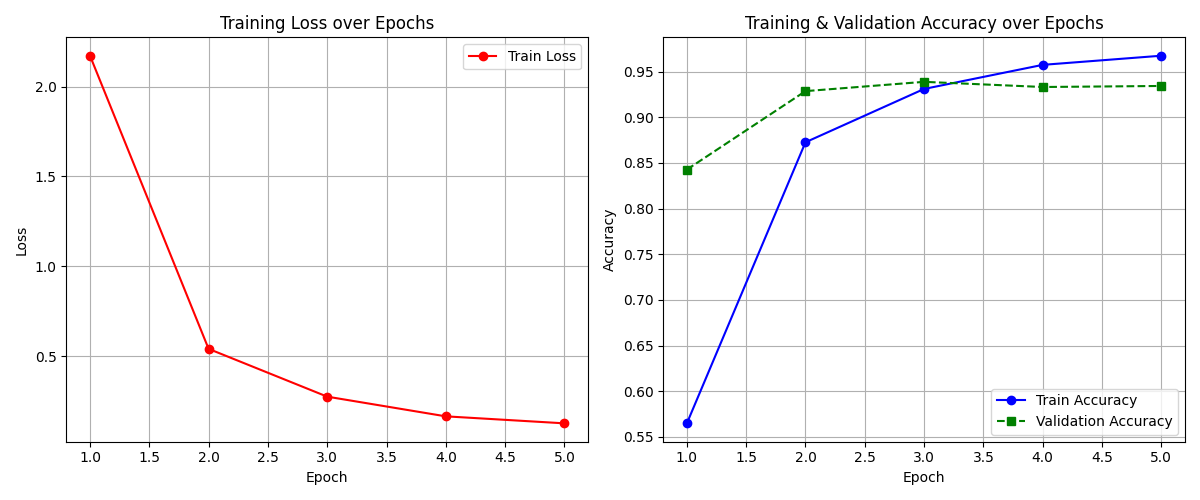 Training Loss over Epochs
Train Loss
2.0
1.5
1.0
0.5
Loss
1.0 1.5 2.0 2.5 3.0 3.5 4.0 4.5 5.0
Epoch
Training & Validation Accuracy over Epochs
0.95
0.90
0.85
0.80
0.75
0.70
0.65
0.60
0.55
Accuracy
Train Accuracy
Validation Accuracy
1.0 1.5 2.0 2.5 3.0 3.5 4.0 4.5 5.0
Epoch